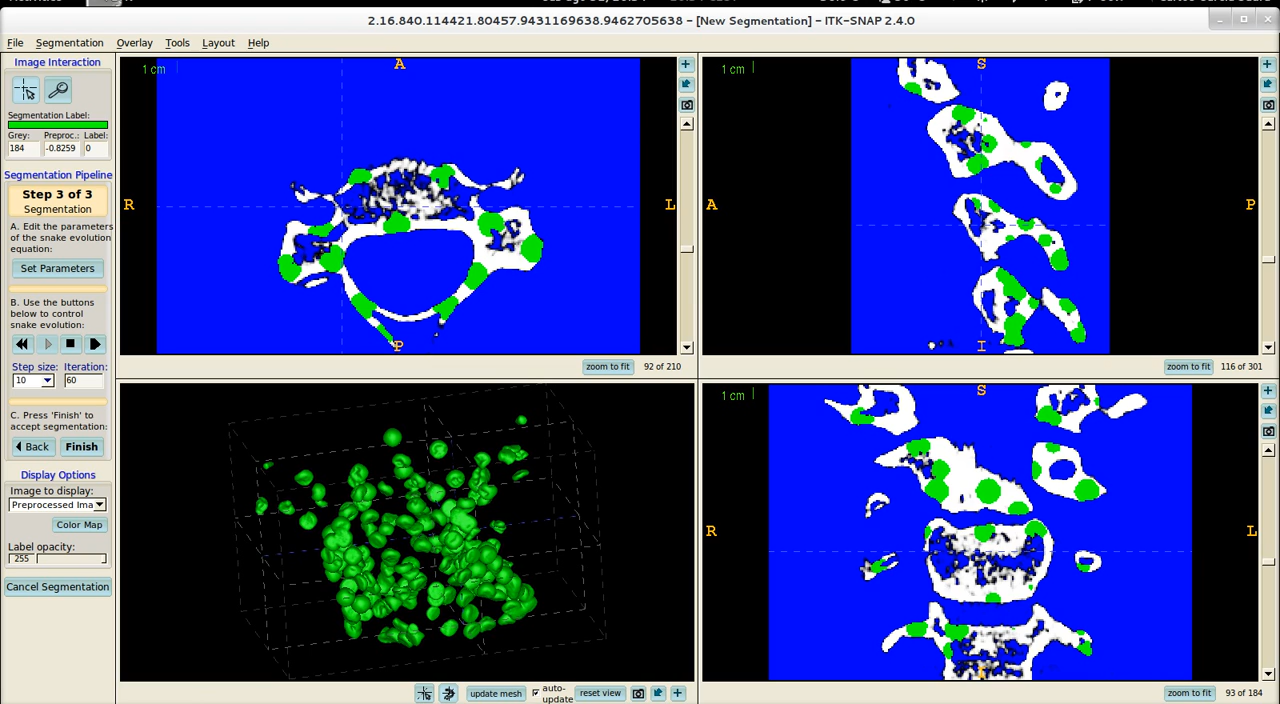 2.16.840.114421.80457.9431169638.9462705638 – [New Segmentation] – ITK-SNAP 2.4.0
File Segmentation Overlay Tools Layout Help
Image Interaction
Segmentation Label:
Grey: Preproc.: Label:
184 -0.8259 0
Segmentation Pipeline
Step 3 of 3
Segmentation
A. Edit the parameters
of the snake evolution
equation:
Set Parameters
B. Use the buttons
below to control
snake evolution:
Step size: Iteration:
10 60
C. Press 'Finish' to
accept segmentation:
Back Finish
Display Options
Image to display:
Preprocessed Ima
Color Map
Label opacity:
255
Cancel Segmentation
1 cm
A
R
L
P
zoom to fit 92 of 210
1 cm
S
A
P
I
zoom to fit 116 of 301
update mesh auto-update reset view
1 cm
S
R
L
zoom to fit 93 of 184